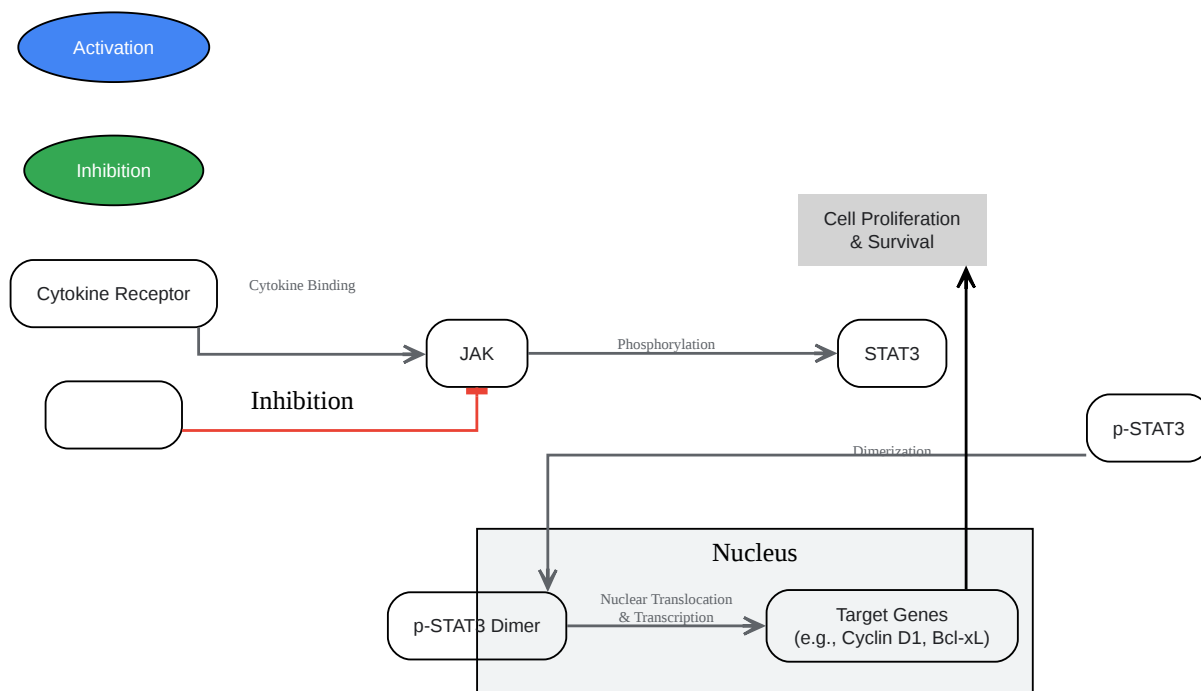 Activation
Inhibition
Cell Proliferation
& Survival
Cytokine Receptor
Cytokine Binding
JAK
Phosphorylation
STAT3
Inhibition
p-STAT3
Dimerization
Nucleus
p-STAT3 Dimer
Nuclear Translocation
& Transcription
Target Genes
(e.g., Cyclin D1, Bcl-xL)